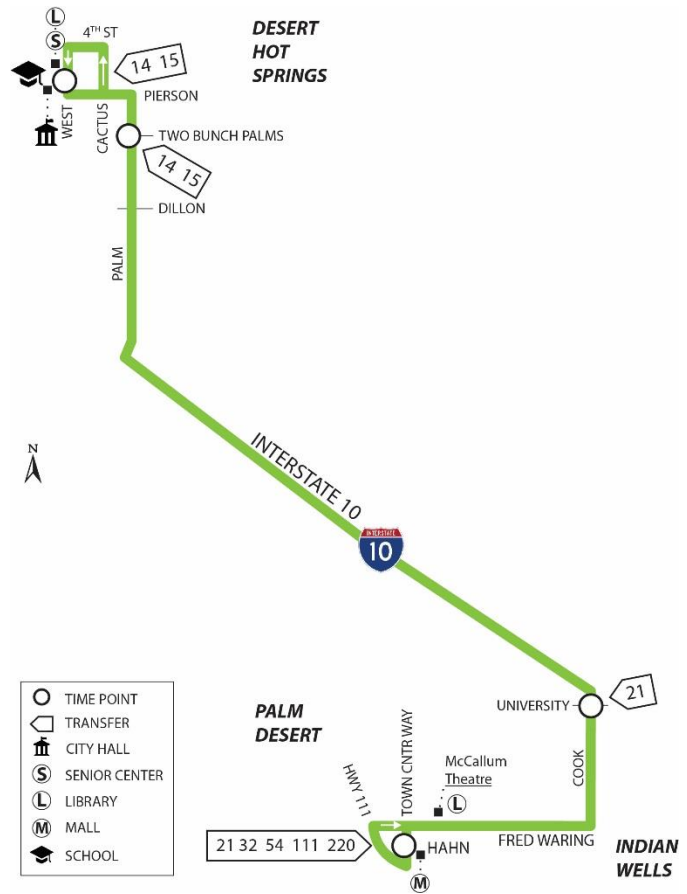 L
S
4TH ST
DESERT
HOT
SPRINGS
14 15
PIERSON
WEST
CACTUS
TWO BUNCH PALMS
14 15
DILLON
PALM
N
INTERSTATE 10
INTERSTATE
10
21
UNIVERSITY
PALM
DESERT
TOWN CNTR WAY
McCallum
Theatre
L
COOK
HWY 111
FRED WARING
21 32 54 111 220
HAHN
M
INDIAN
WELLS
TIME POINT
TRANSFER
CITY HALL
S SENIOR CENTER
L LIBRARY
M MALL
SCHOOL